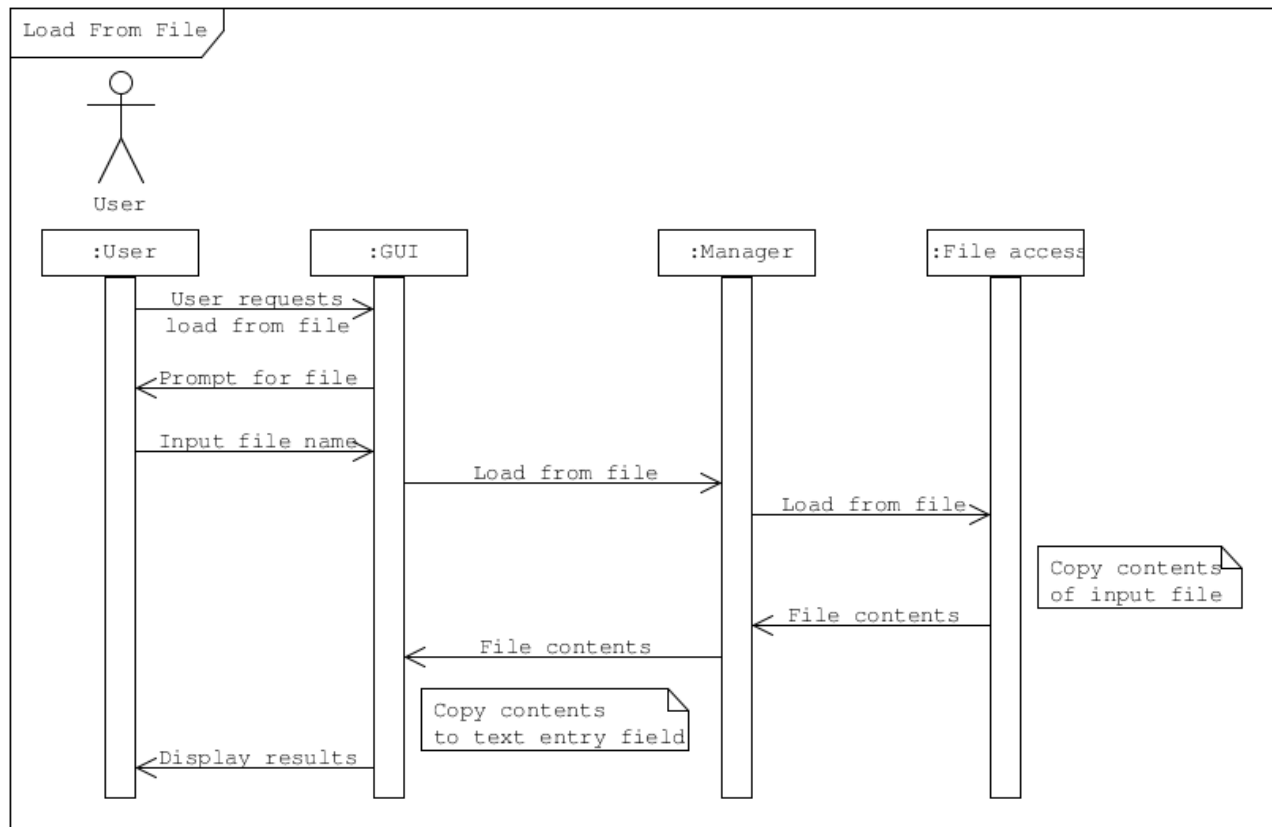 Load From File
User
:User
:GUI
:Manager
:File access
User requests
load from file
Prompt for file
Input file name
Load from file
Load from file
Copy contents
of input file
File contents
File contents
Copy contents
to text entry field
Display results